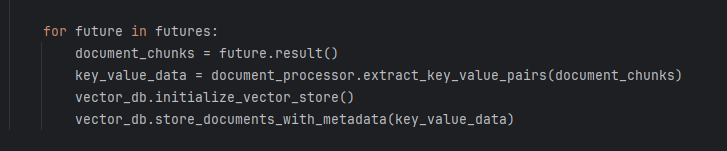 for future in futures:
document_chunks = future.result()
key_value_data = document_processor.extract_key_value_pairs(document_chunks)
vector_db.initialize_vector_store()
vector_db.store_documents_with_metadata(key_value_data)